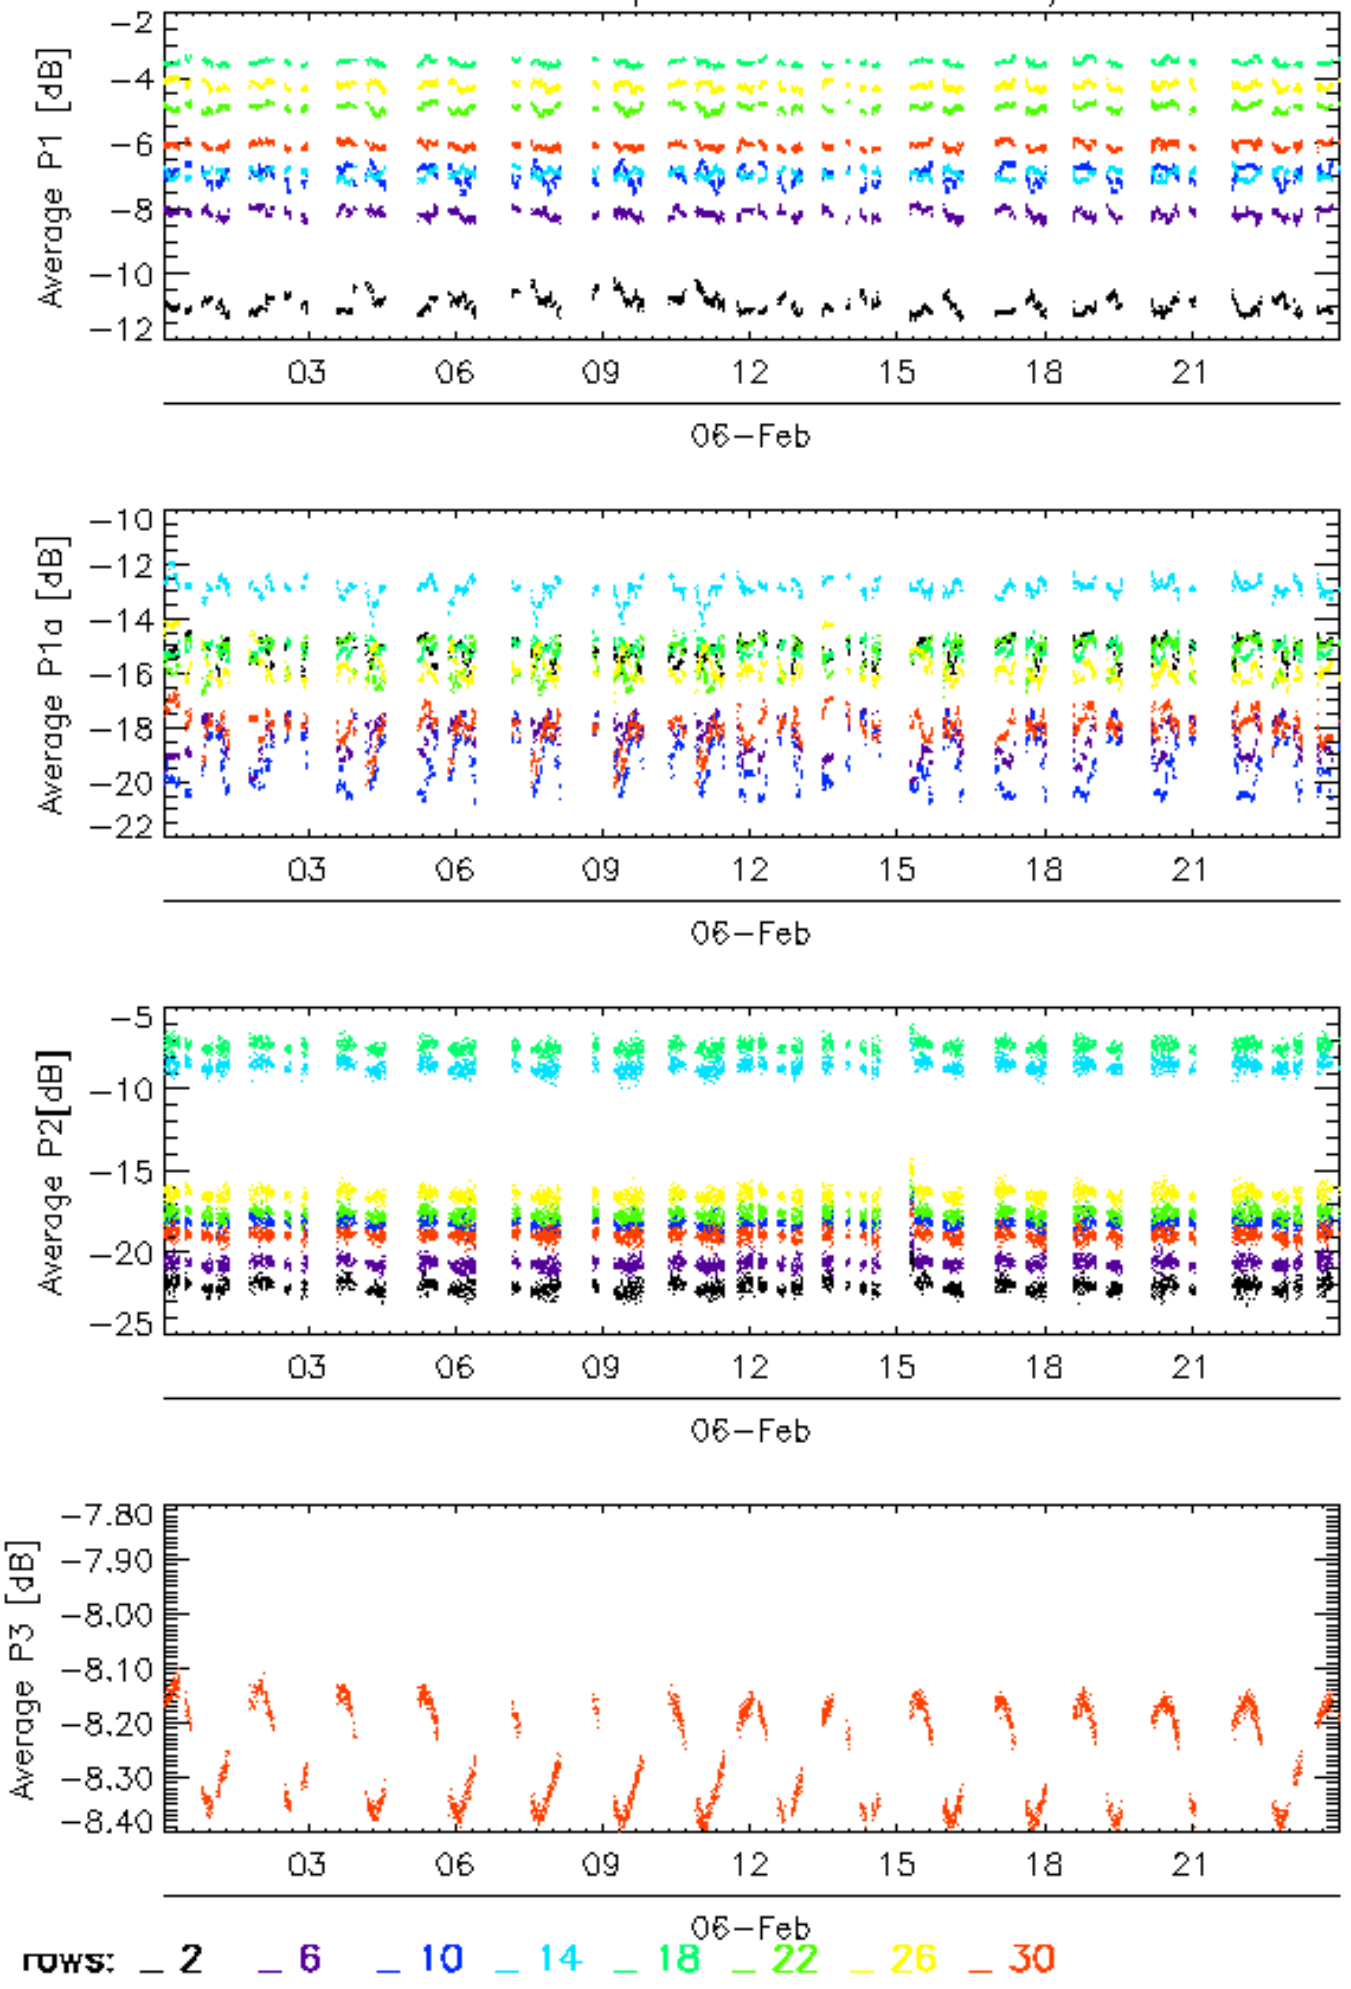 Average P1 [dB]
-2
-4
-6
-8
-10
-12
03 06 09 12 15 18 21
06-Feb
Average P1a [dB]
-10
-12
-14
-16
-18
-20
-22
03 06 09 12 15 18 21
06-Feb
Average P2[dB]
-5
-10
-15
-20
-25
03 06 09 12 15 18 21
06-Feb
Average P3 [dB]
-7.80
-7.90
-8.00
-8.10
-8.20
-8.30
-8.40
03 06 09 12 15 18 21
06-Feb
rows: _ 2 _ 6 _ 10 _ 14 _ 18 _ 22 _ 26 _ 30